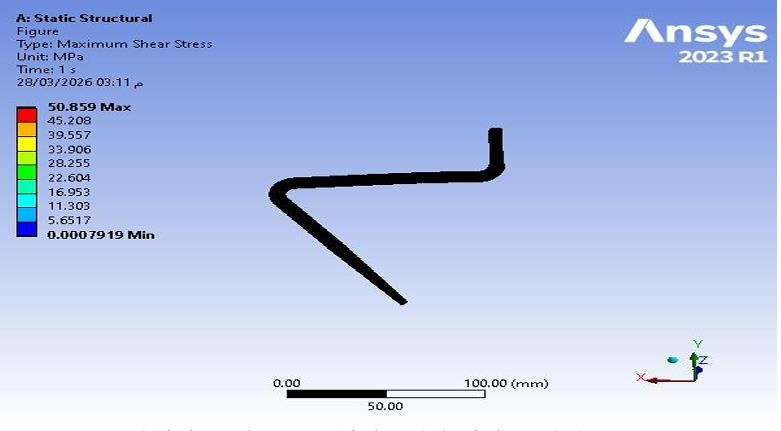 A: Static Structural
Figure
Type: Maximum Shear Stress
Unit: MPa
Time: 1 s
28/03/2026 03:11 م
50.859 Max
45.208
39.557
33.906
28.255
22.604
16.953
11.303
5.6517
0.0007919 Min
Ansys
2023 R1
0.00
100.00 (mm)
50.00
Y
Z
X